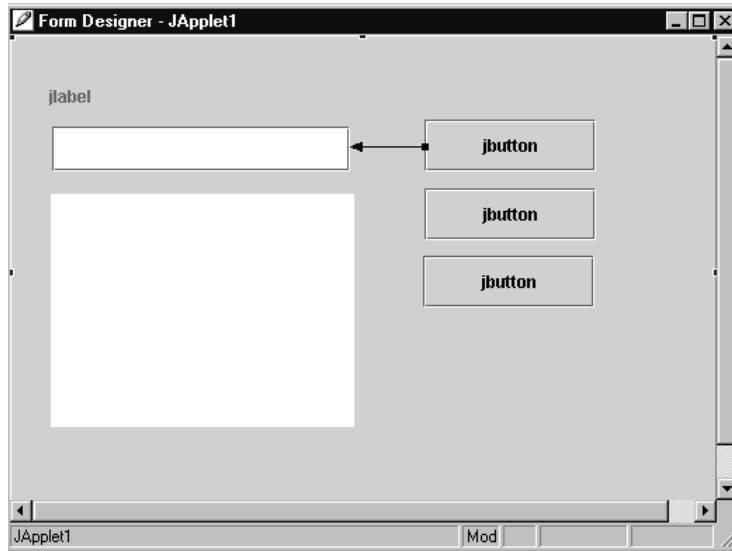 Form Designer - JApplet1
jlabel
jbutton
jbutton
jbutton
JApplet1
Mod